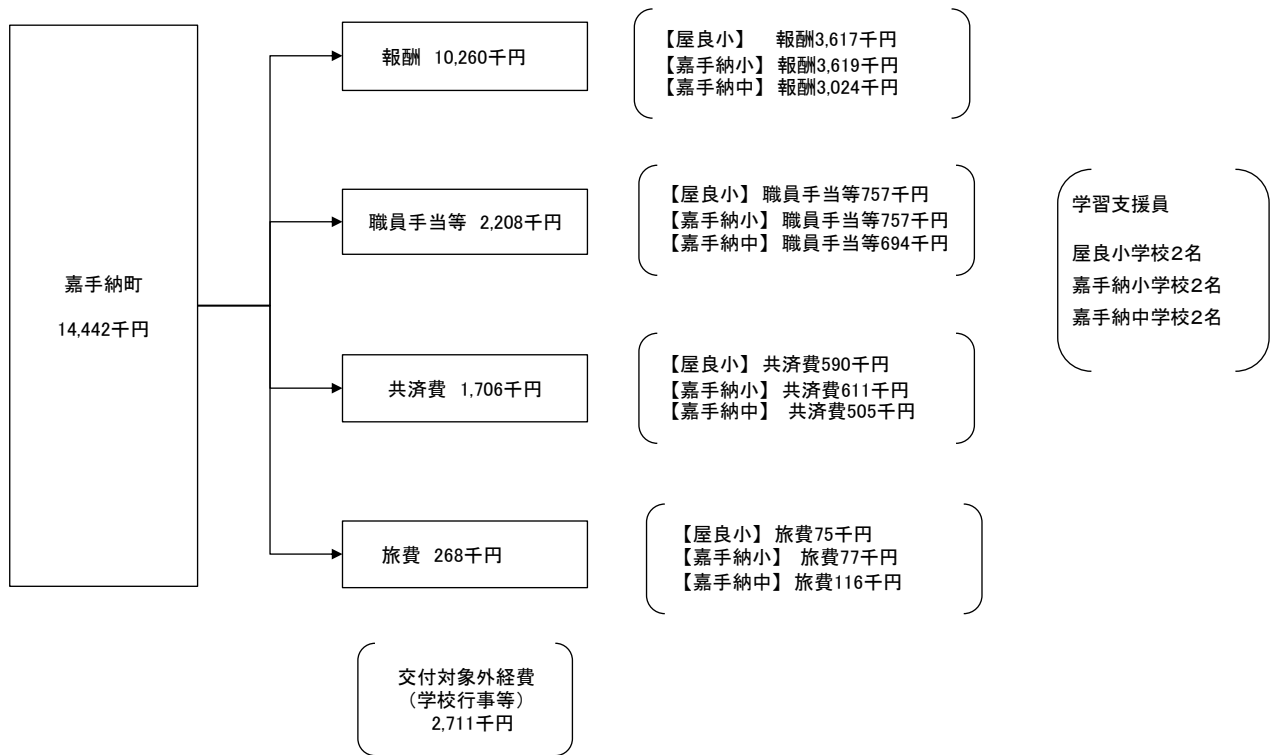 嘉手納町
14,442千円
報酬 10,260千円
【屋良小】 報酬3,617千円
【嘉手納小】報酬3,619千円
【嘉手納中】報酬3,024千円
職員手当等 2,208千円
【屋良小】職員手当等757千円
【嘉手納小】職員手当等757千円
【嘉手納中】職員手当等694千円
共済費 1,706千円
【屋良小】共済費590千円
【嘉手納小】共済費611千円
【嘉手納中】 共済費505千円
旅費 268千円
【屋良小】旅費75千円
【嘉手納小】 旅費77千円
【嘉手納中】旅費116千円
学習支援員
屋良小学校2名
嘉手納小学校2名
嘉手納中学校2名
交付対象外経費
（学校行事等）
2,711千円